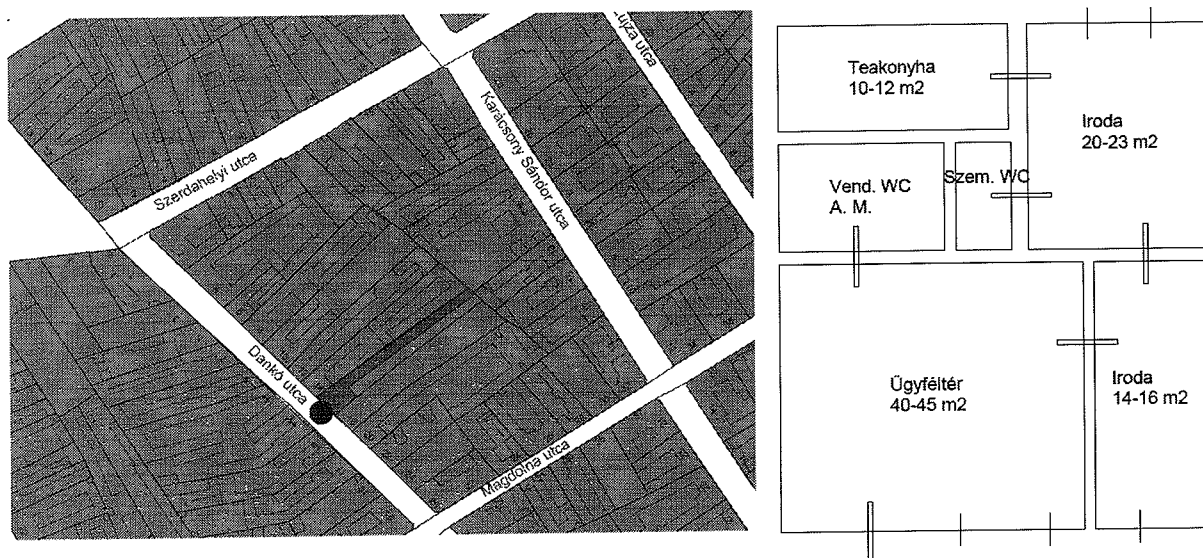 Szerdahelyi utca
Karácsony Sándor utca
Dankó utca
Magdolna utca
utca
Teakonyha
10-12 m2
Iroda
20-23 m2
Vend. WC
A. M.
Szem. WC
Ügyféltér
40-45 m2
Iroda
14-16 m2